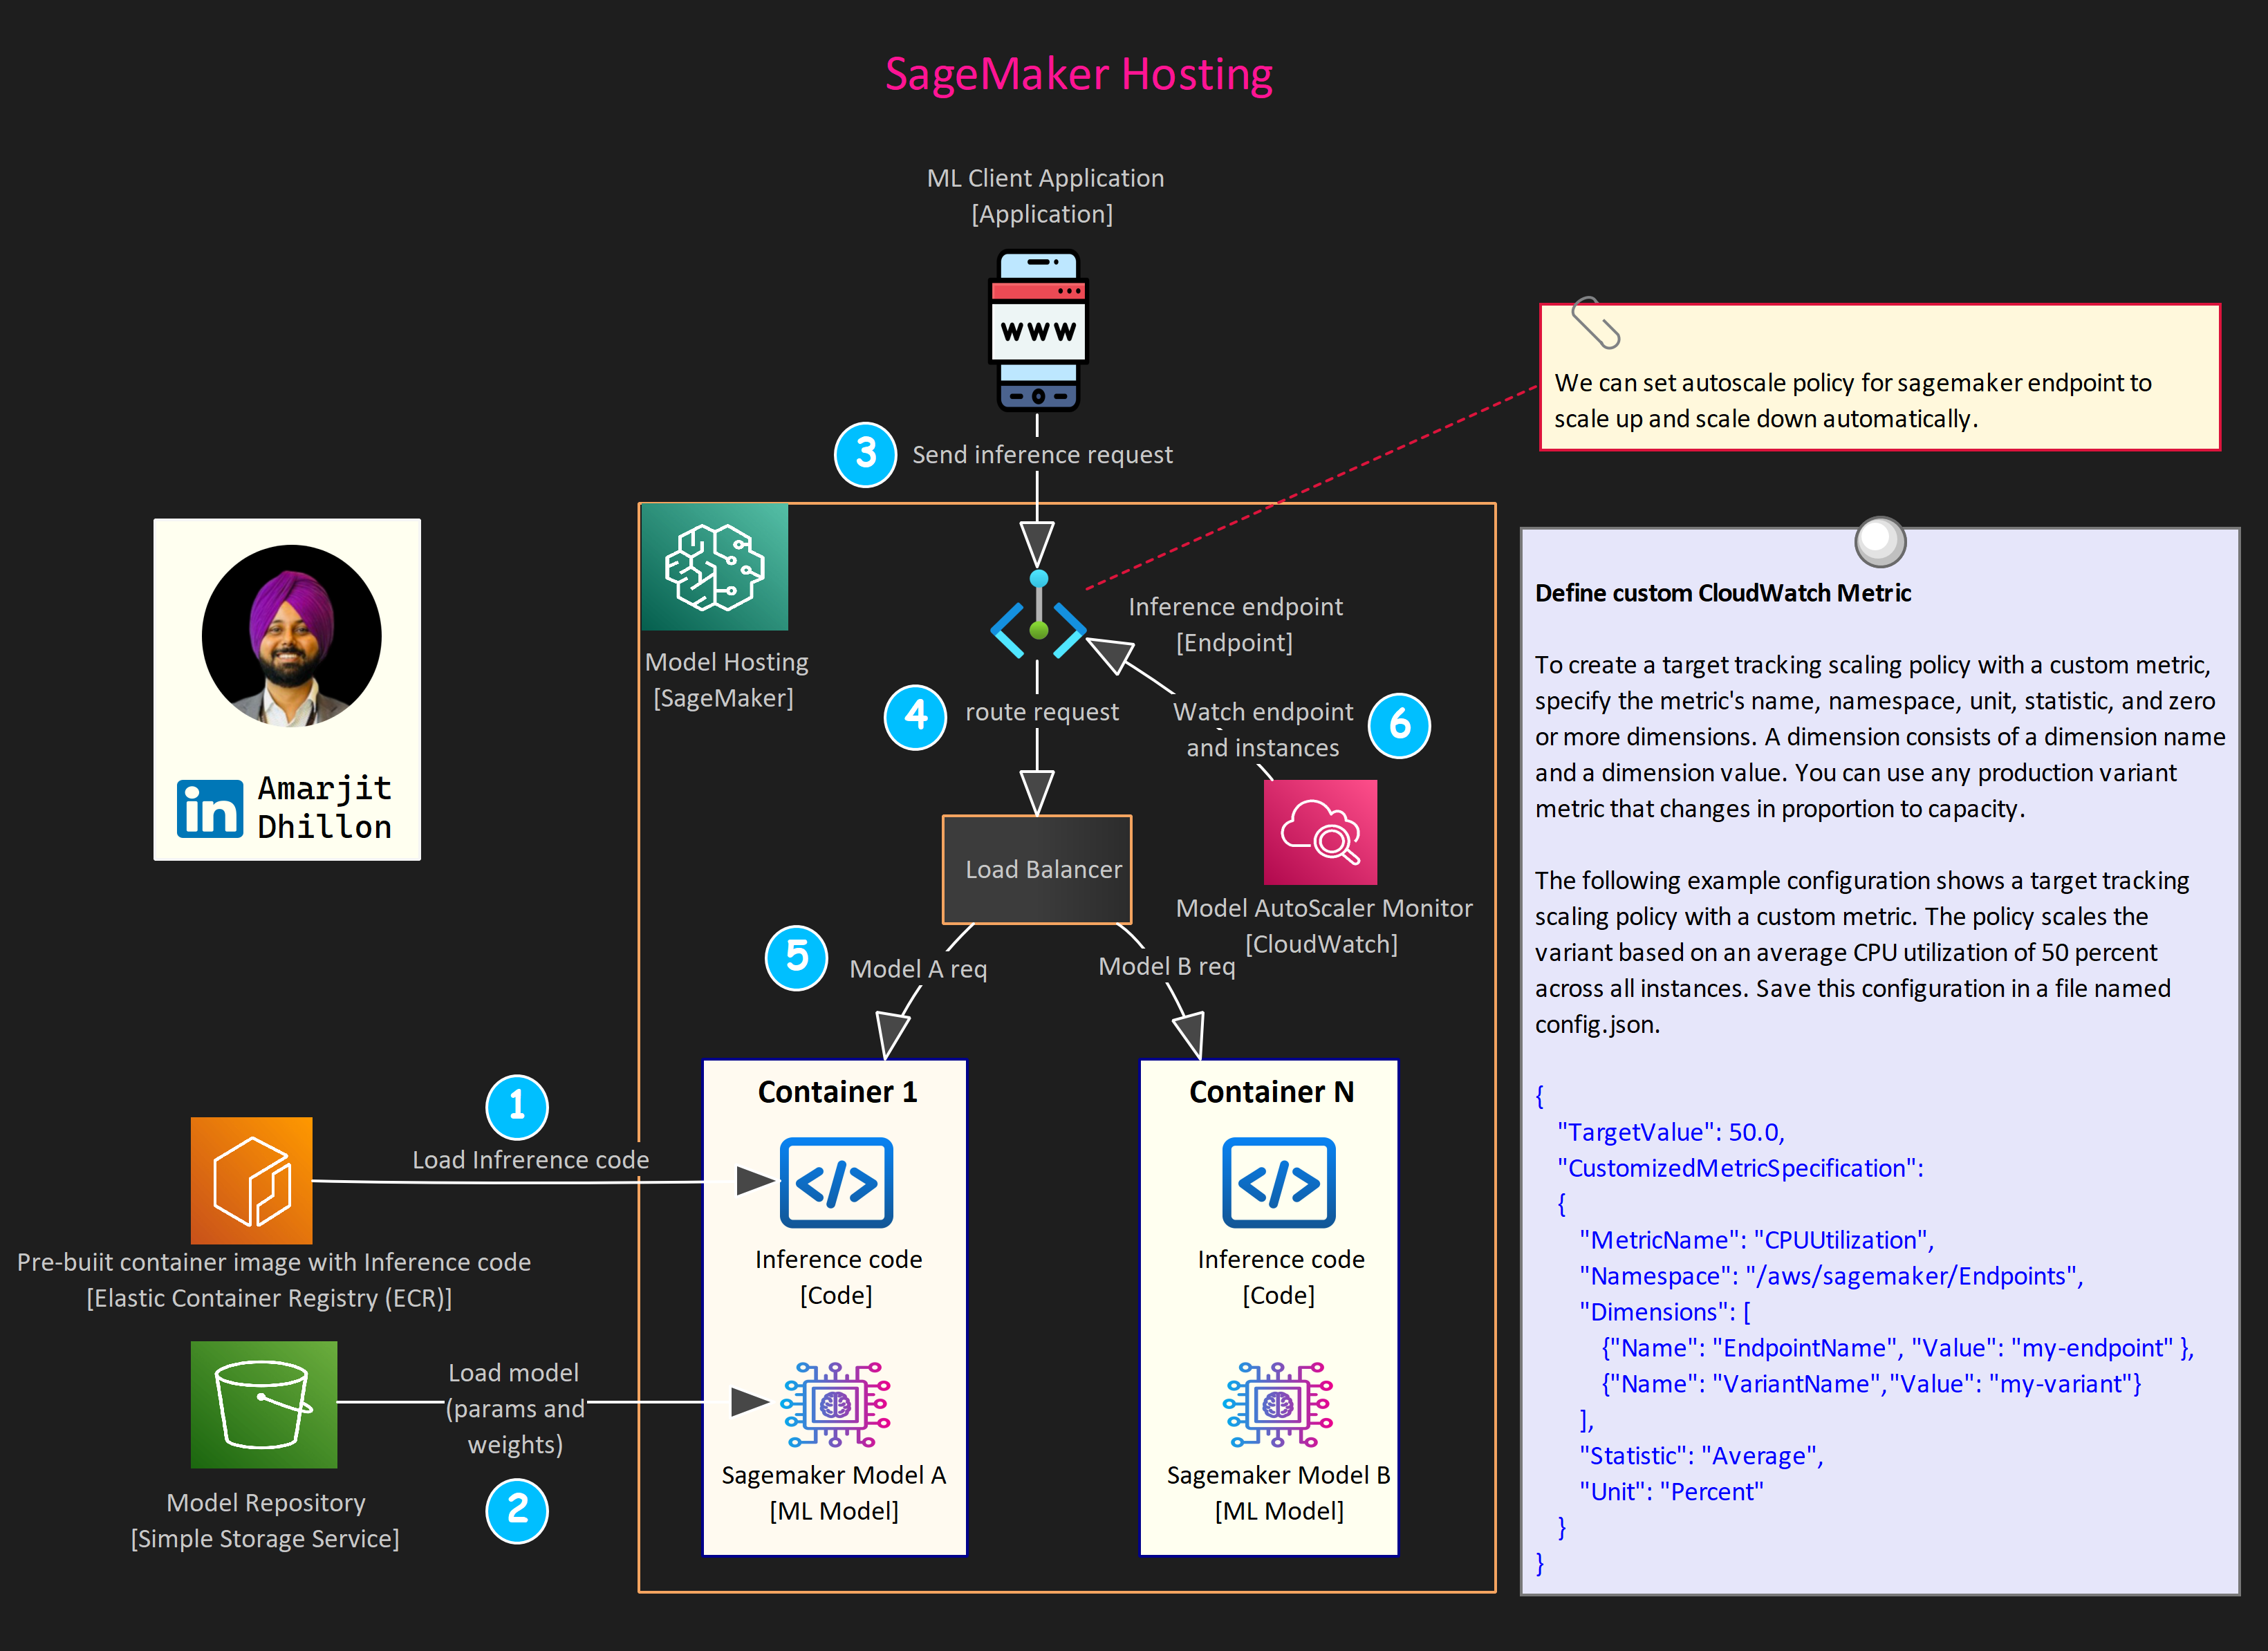 SageMaker Hosting
ML Client Application
[Application]
WWW
3
Send inference request
We can set autoscale policy for sagemaker endpoint to
scale up and scale down automatically.
Model Hosting
[SageMaker]
Inference endpoint
[Endpoint]
4
route request
Watch endpoint
and instances
6
in
Amarjit
Dhillon
Load Balancer
Model AutoScaler Monitor
[CloudWatch]
5
Model A req
Model B req
1
Load Infrerence code
Pre-buiit container image with Inference code
[Elastic Container Registry (ECR)]
Load model
(params and
weights)
2
Model Repository
[Simple Storage Service]
Container 1
</>
Inference code
[Code]
Sagemaker Model A
[ML Model]
Container N
</>
Inference code
[Code]
Sagemaker Model B
[ML Model]
Define custom CloudWatch Metric
To create a target tracking scaling policy with a custom metric,
specify the metric's name, namespace, unit, statistic, and zero
or more dimensions. A dimension consists of a dimension name
and a dimension value. You can use any production variant
metric that changes in proportion to capacity.
The following example configuration shows a target tracking
scaling policy with a custom metric. The policy scales the
variant based on an average CPU utilization of 50 percent
across all instances. Save this configuration in a file named
config.json.
{
"TargetValue": 50.0,
"CustomizedMetricSpecification":
{
"MetricName": "CPUUtilization",
"Namespace": "/aws/sagemaker/Endpoints",
"Dimensions": [
{"Name": "EndpointName", "Value": "my-endpoint" },
{"Name": "VariantName","Value": "my-variant"}
],
"Statistic": "Average",
"Unit": "Percent"
}
}